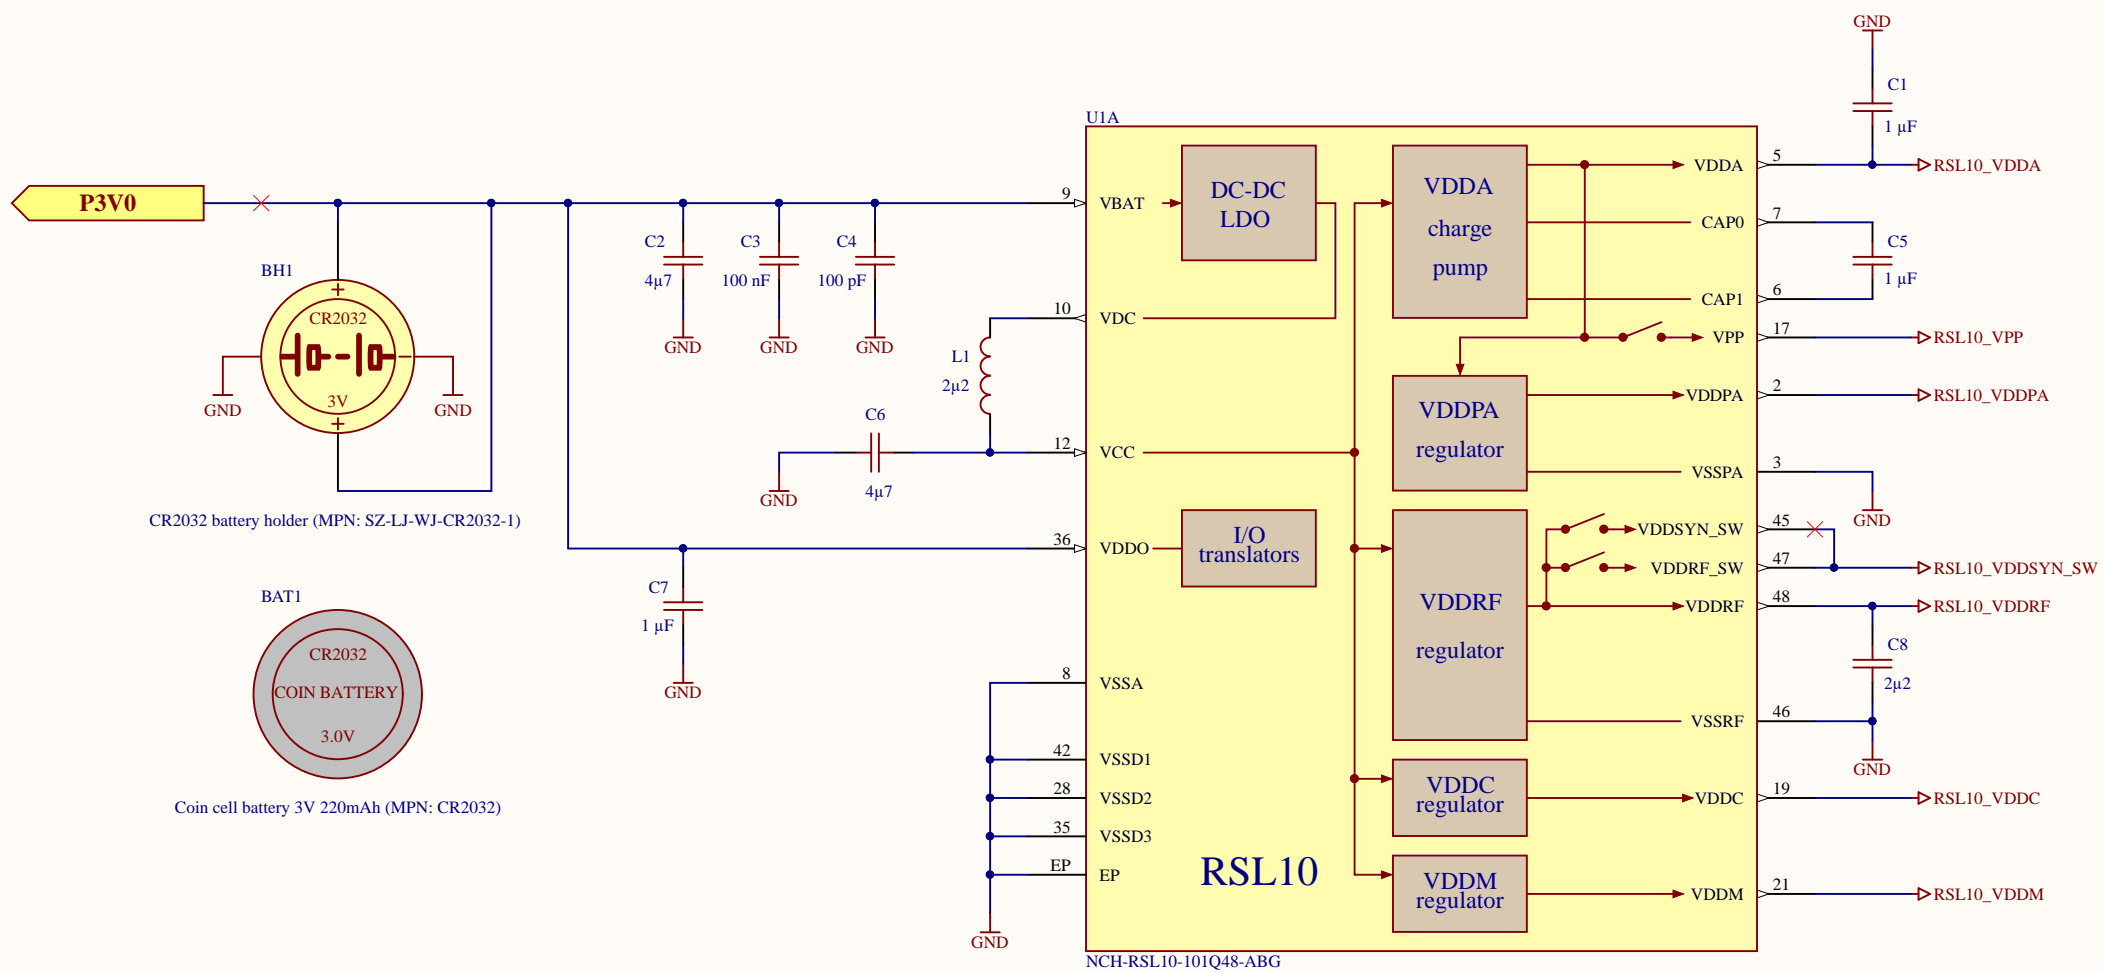 GND
C1
1 µF
U1A
P3V0
9
VBAT
DC-DC
LDO
VDDA
charge
pump
VDDA
5
RSL10_VDDA
CAP0
7
C5
1 µF
CAP1
6
C2
4µ7
C3
100 nF
C4
100 pF
GND
GND
GND
BH1
+
CR2032
3V
+
GND
GND
CR2032 battery holder (MPN: SZ-LJ-WJ-CR2032-1)
10
VDC
L1
2µ2
VPP
17
RSL10_VPP
VDDPA
regulator
VDDPA
2
RSL10_VDDPA
VSSPA
3
GND
C6
4µ7
GND
12
VCC
36
VDDO
I/O
translators
VDDSYN_SW
45
VDDRF_SW
47
RSL10_VDDSYN_SW
VDDRF
regulator
VDDRF
48
RSL10_VDDRF
C8
2µ2
VSSRF
46
GND
C7
1 µF
GND
BAT1
CR2032
COIN BATTERY
3.0V
Coin cell battery 3V 220mAh (MPN: CR2032)
8
VSSA
42
VSSD1
28
VSSD2
35
VSSD3
EP
EP
GND
VDDC
regulator
VDDC
19
RSL10_VDDC
VDDM
regulator
VDDM
21
RSL10_VDDM
RSL10
NCH-RSL10-101Q48-ABG